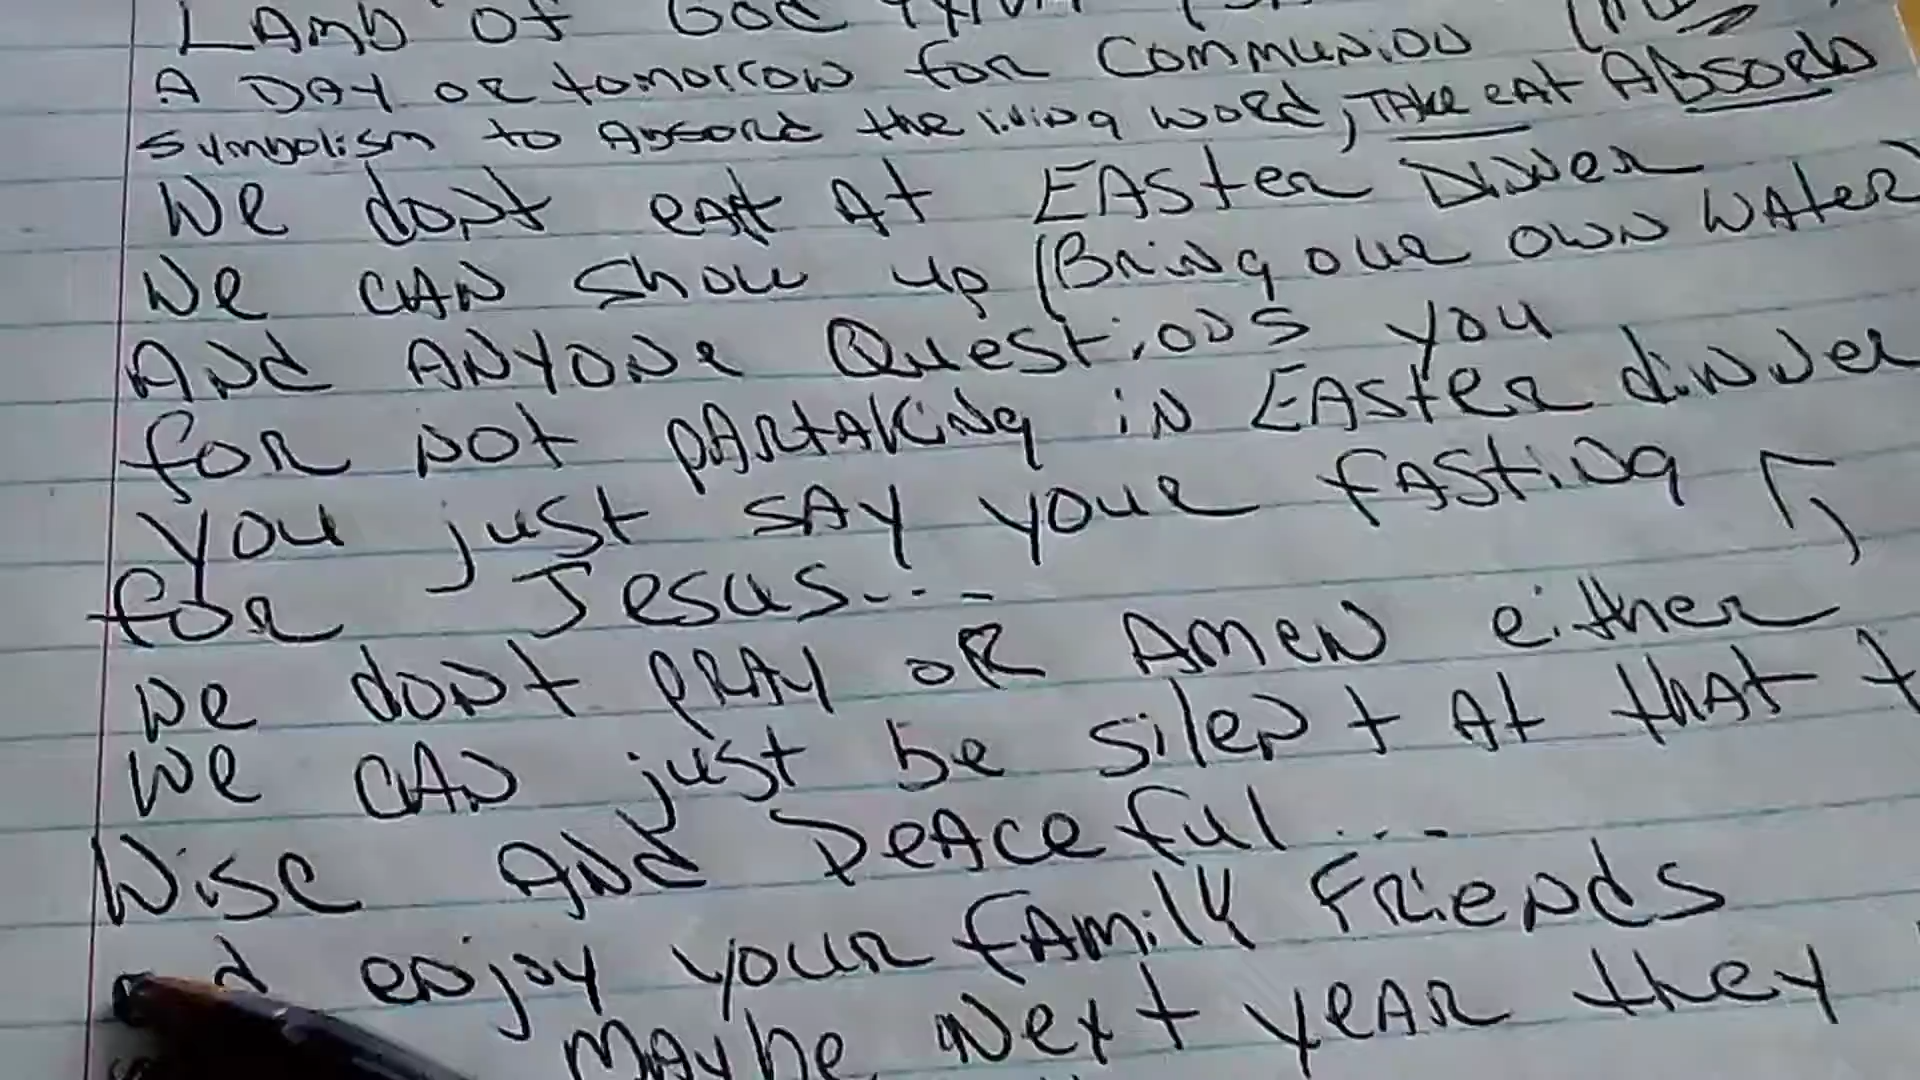 LAMb OF GOd
A DAY OR tomorrow for Communion
Symbolism to Absorb the living word, TAke eAt ABSORb
We dont eat At EASter Dinner
We CAN Show up (Bring our own WAter)
ANd ANYONe Questions you
for not pARtAKiNg iN EASter dinner
you just SAY your fASting
for Jesus...
We dont pRAY oR AMeN either,
We CAN just be Silent At thAt t
Wise ANd PeAceful...
enjoy your fAmilY FRiends
MAYbe Next YeAR they